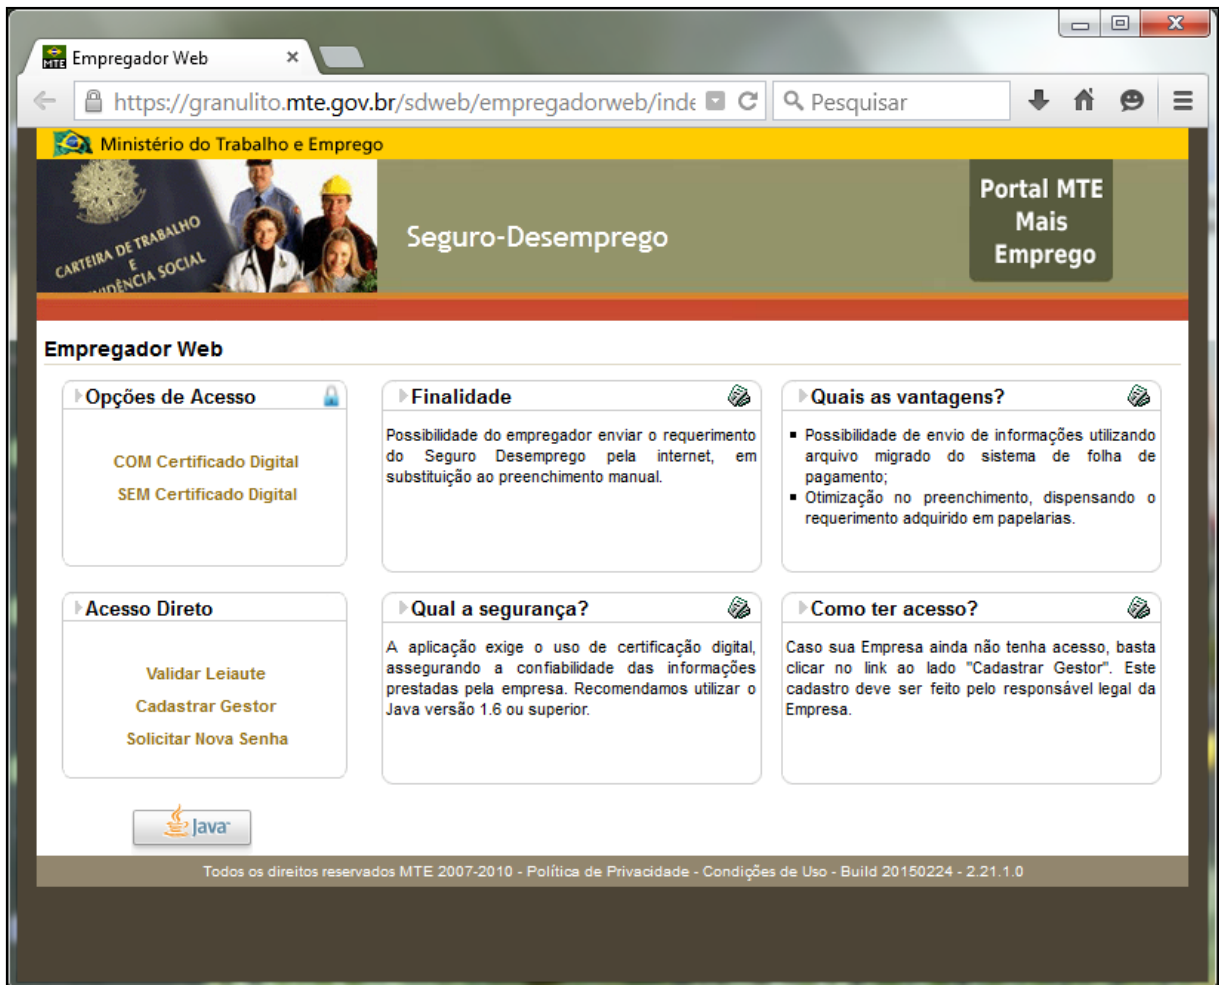 MTE
Empregador Web
https://granulito.mte.gov.br/sdweb/empregadorweb/inde
Pesquisar
Ministério do Trabalho e Emprego
CARTEIRA DE TRABALHO
E
VIDÊNCIA SOCIAL
Seguro-Desemprego
Portal MTE
Mais
Emprego
Empregador Web
Opções de Acesso
COM Certificado Digital
SEM Certificado Digital
Finalidade
Possibilidade do empregador enviar o requerimento
do Seguro Desemprego pela internet, em
substituição ao preenchimento manual.
Quais as vantagens?
Possibilidade de envio de informações utilizando
arquivo migrado do sistema de folha de
pagamento;
Otimização no preenchimento, dispensando o
requerimento adquirido em papelarias.
Acesso Direto
Validar Leiaute
Cadastrar Gestor
Solicitar Nova Senha
Qual a segurança?
A aplicação exige o uso de certificação digital,
assegurando a confiabilidade das informações
prestadas pela empresa. Recomendamos utilizar o
Java versão 1.6 ou superior.
Como ter acesso?
Caso sua Empresa ainda não tenha acesso, basta
clicar no link ao lado "Cadastrar Gestor". Este
cadastro deve ser feito pelo responsável legal da
Empresa.
Java
Todos os direitos reservados MTE 2007-2010 - Política de Privacidade - Condições de Uso - Build 20150224 - 2.21.1.0